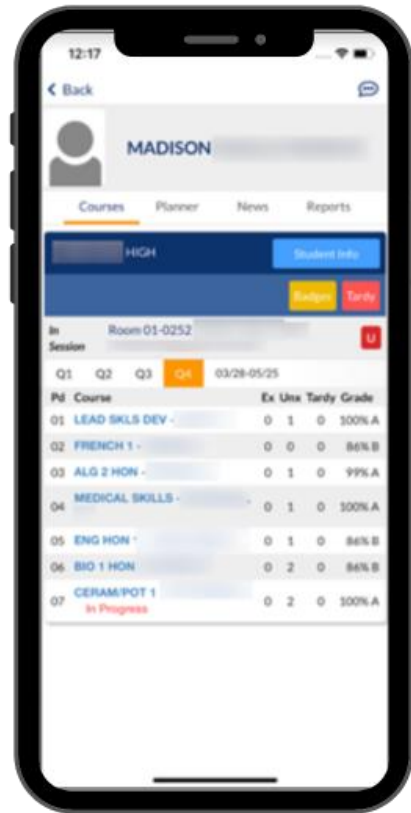 12:17
Back
MADISON
Courses Planner News Reports
HIGH Student Info
Badges Tardy
In Session Room 01-0252 U
Q1 Q2 Q3 Q4 03/28-05/25
Pd Course Ex Unx Tardy Grade
01 LEAD SKLS DEV - 0 1 0 100% A
02 FRENCH 1 - 0 0 0 86% B
03 ALG 2 HON - 0 1 0 99% A
04 MEDICAL SKILLS - 0 1 0 100% A
05 ENG HON 0 1 0 86% B
06 BIO 1 HON 0 2 0 86% B
07 CERAM/POT 1 0 2 0 100% A
In Progress